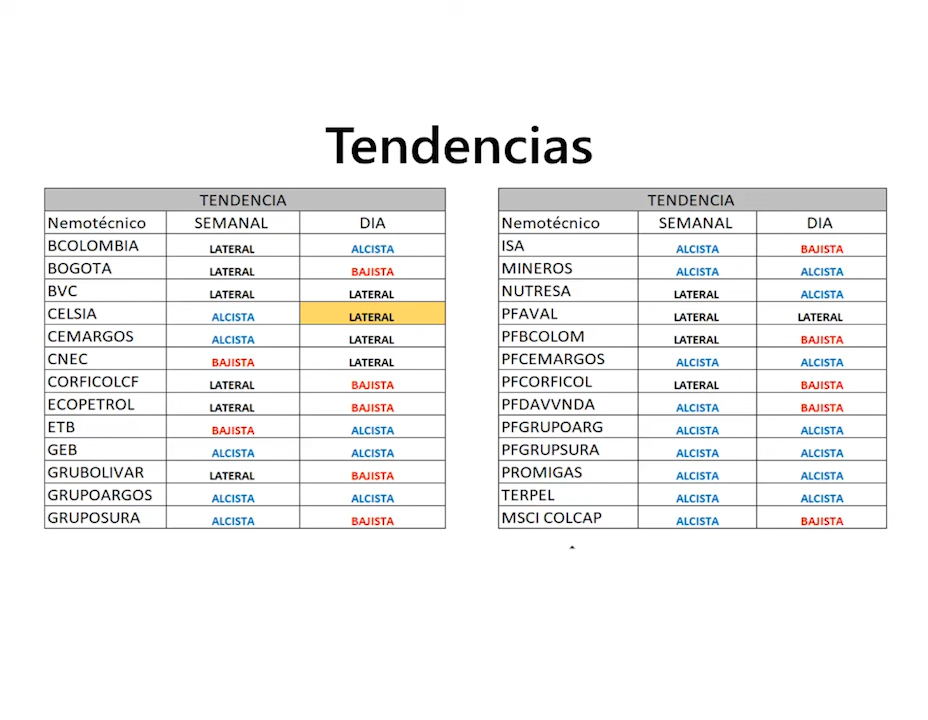 Tendencias
TENDENCIA
Nemotécnico SEMANAL DIA
BCOLOMBIA LATERAL ALCISTA
BOGOTA LATERAL BAJISTA
BVC LATERAL LATERAL
CELSIA ALCISTA LATERAL
CEMARGOS ALCISTA LATERAL
CNEC BAJISTA LATERAL
CORFICOLCF LATERAL BAJISTA
ECOPETROL LATERAL BAJISTA
ETB BAJISTA ALCISTA
GEB ALCISTA ALCISTA
GRUBOLIVAR LATERAL BAJISTA
GRUPOARGOS ALCISTA ALCISTA
GRUPOSURA ALCISTA BAJISTA
TENDENCIA
Nemotécnico SEMANAL DIA
ISA ALCISTA BAJISTA
MINEROS ALCISTA ALCISTA
NUTRESA LATERAL ALCISTA
PFAVAL LATERAL LATERAL
PFBCOLOM LATERAL BAJISTA
PFCEMARGOS ALCISTA ALCISTA
PFCORFICOL LATERAL BAJISTA
PFDAVVNDA ALCISTA BAJISTA
PFGRUPOARG ALCISTA ALCISTA
PFGRUPSURA ALCISTA ALCISTA
PROMIGAS ALCISTA ALCISTA
TERPEL ALCISTA ALCISTA
MSCI COLCAP ALCISTA BAJISTA